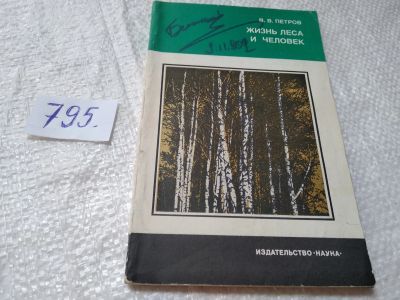 В. В. ПЕТРОВ
ЖИЗНЬ ЛЕСА
И ЧЕЛОВЕК
795.
ИЗДАТЕЛЬСТВО «НАУКА»